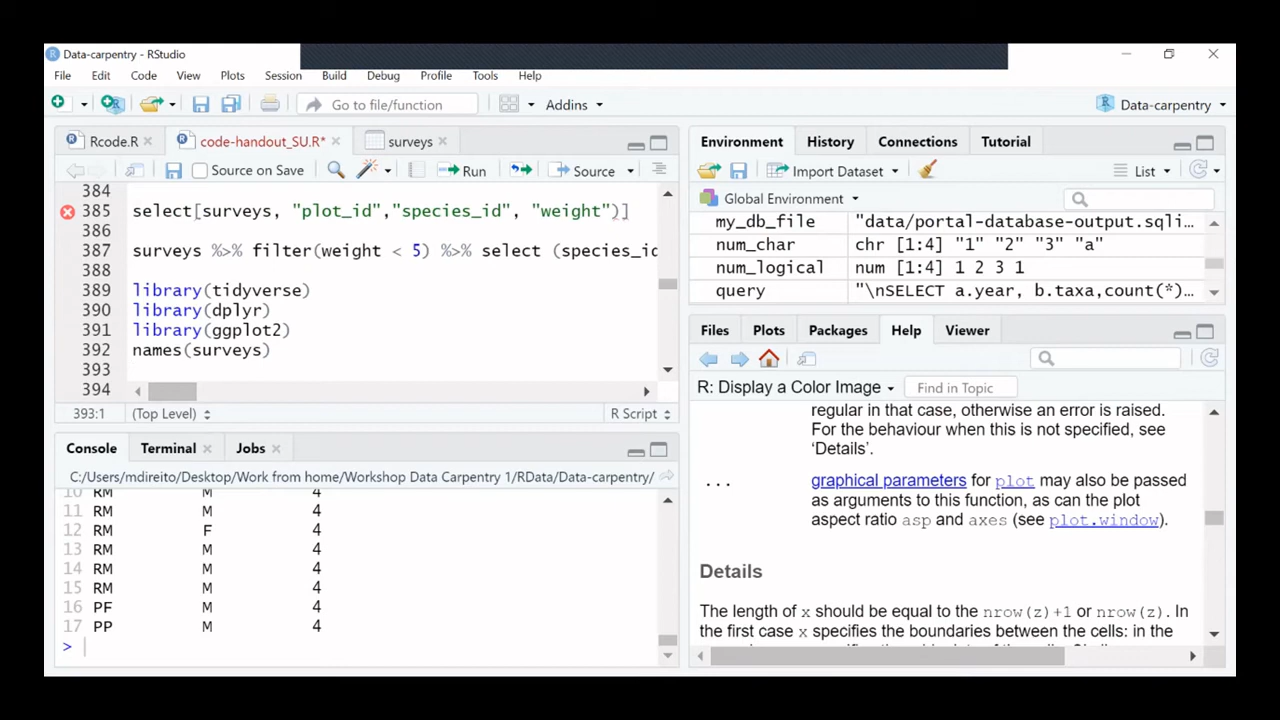 Data-carpentry - RStudio
File Edit Code View Plots Session Build Debug Profile Tools Help
Go to file/function Addins Data-carpentry
Rcode.R code-handout_SU.R* surveys
Source on Save Run Source
384
385 select[surveys, "plot_id","species_id", "weight")]
386
387 surveys %>% filter(weight < 5) %>% select (species_id
388
389 library(tidyverse)
390 library(dplyr)
391 library(ggplot2)
392 names(surveys)
393
394
393:1 (Top Level) R Script
Console Terminal Jobs
C:/Users/mdireito/Desktop/Work from home/Workshop Data Carpentry 1/RData/Data-carpentry/
10 RM M 4
11 RM M 4
12 RM F 4
13 RM M 4
14 RM M 4
15 RM M 4
16 PF M 4
17 PP M 4
>
Environment History Connections Tutorial
Import Dataset List
Global Environment
my_db_file "data/portal-database-output.sqli...
num_char chr [1:4] "1" "2" "3" "a"
num_logical num [1:4] 1 2 3 1
query "\nSELECT a.year, b.taxa,count(*)...
Files Plots Packages Help Viewer
R: Display a Color Image Find in Topic
regular in that case, otherwise an error is raised.
For the behaviour when this is not specified, see
‘Details’.
... graphical parameters for plot may also be passed
as arguments to this function, as can the plot
aspect ratio asp and axes (see plot.window).
Details
The length of x should be equal to the nrow(z)+1 or nrow(z). In
the first case x specifies the boundaries between the cells: in the